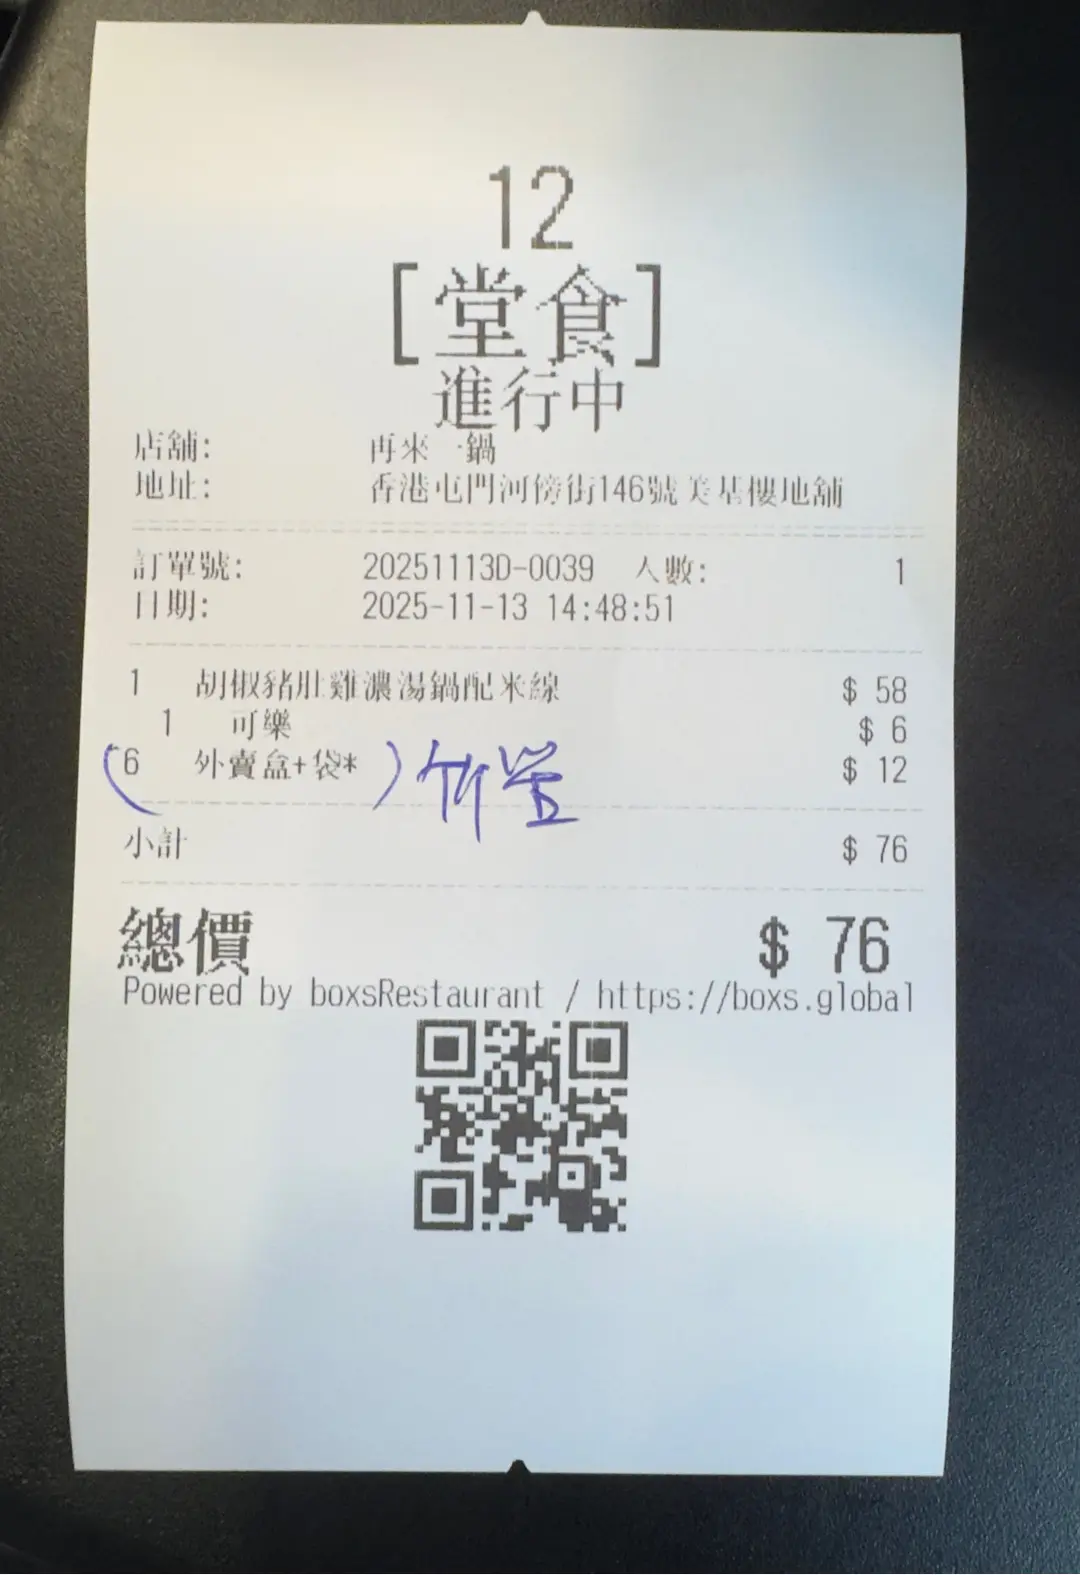 12
[堂食]
進行中
店舖: 再來一鍋
地址: 香港屯門河傍街146號美基樓地舖
訂單號: 20251113D-0039 人數: 1
日期: 2025-11-13 14:48:51
1 胡椒豬肚雞濃湯鍋配米線 $ 58
1 可樂 $ 6
(6 外賣盒+袋*) $ 12
小計 $ 76
總價 $ 76
Powered by boxsRestaurant / https://boxs.global